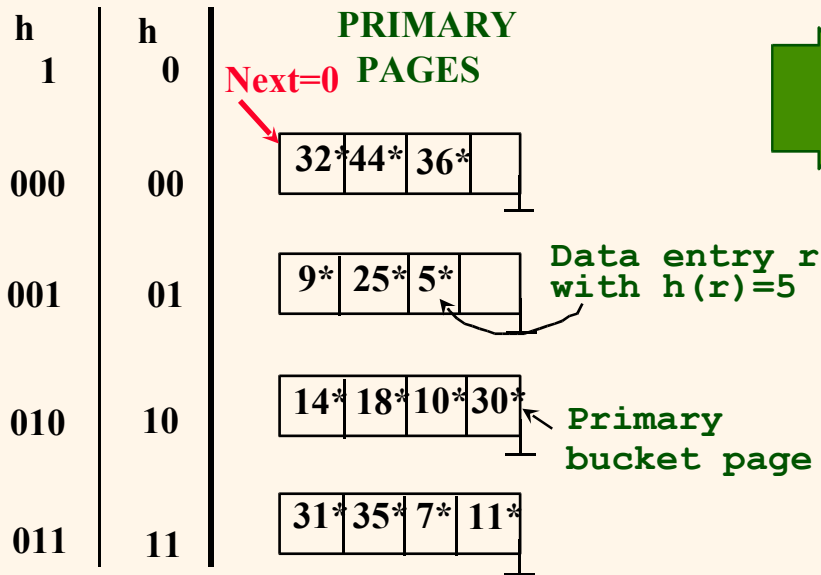 h h PRIMARY
1 0 PAGES
Next=0
000 00 32* 44* 36*
001 01 9* 25* 5* Data entry r
with h(r)=5
010 10 14* 18* 10* 30* Primary
bucket page
011 11 31* 35* 7* 11*